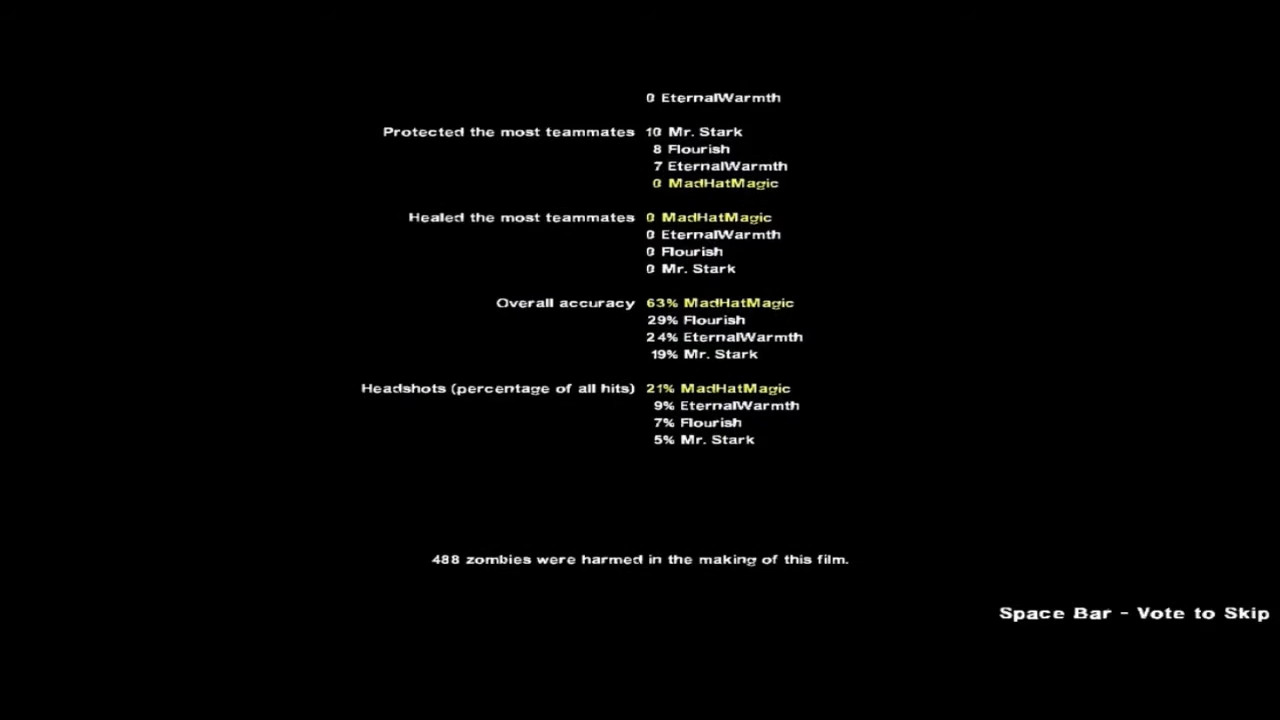 0 EternalWarmth
Protected the most teammates 10 Mr. Stark
8 Flourish
7 EternalWarmth
0 MadHatMagic
Healed the most teammates 0 MadHatMagic
0 EternalWarmth
0 Flourish
0 Mr. Stark
Overall accuracy 63% MadHatMagic
29% Flourish
24% EternalWarmth
19% Mr. Stark
Headshots (percentage of all hits) 21% MadHatMagic
9% EternalWarmth
7% Flourish
5% Mr. Stark
488 zombies were harmed in the making of this film.
Space Bar - Vote to Skip